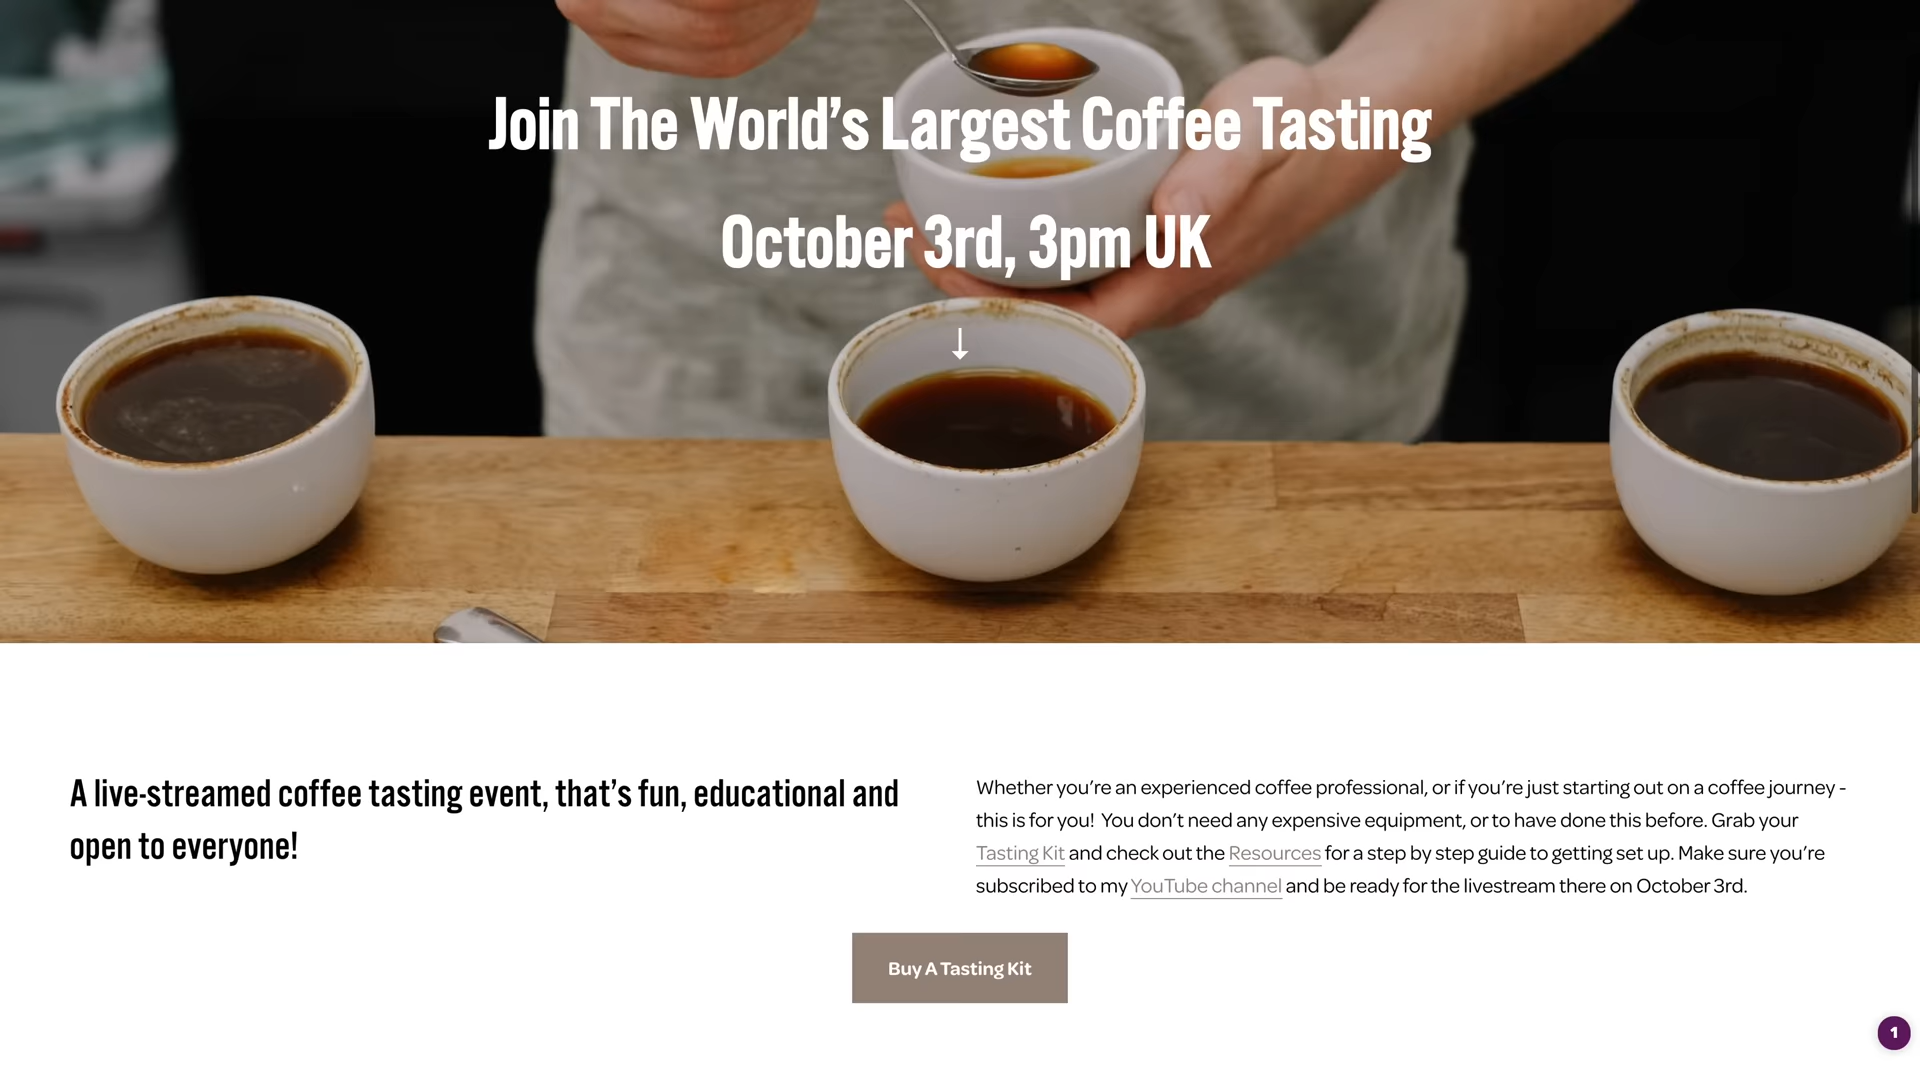 Join The World’s Largest Coffee Tasting
October 3rd, 3pm UK
A live-streamed coffee tasting event, that’s fun, educational and
open to everyone!
Whether you’re an experienced coffee professional, or if you’re just starting out on a coffee journey -
this is for you!  You don’t need any expensive equipment, or to have done this before. Grab your
Tasting Kit and check out the Resources for a step by step guide to getting set up. Make sure you’re
subscribed to my YouTube channel and be ready for the livestream there on October 3rd.
Buy A Tasting Kit
1